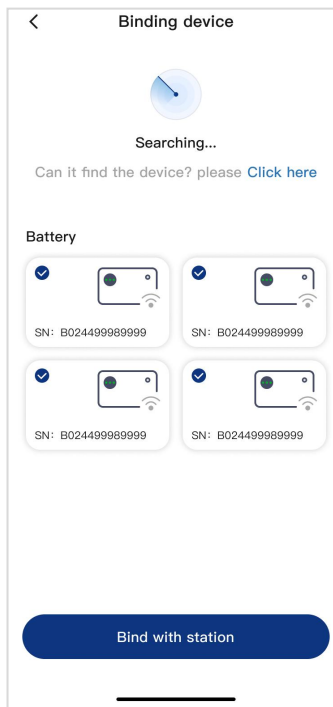 Binding device
Searching...
Can it find the device? please Click here
Battery
SN: B024499989999
SN: B024499989999
SN: B024499989999
SN: B024499989999
Bind with station